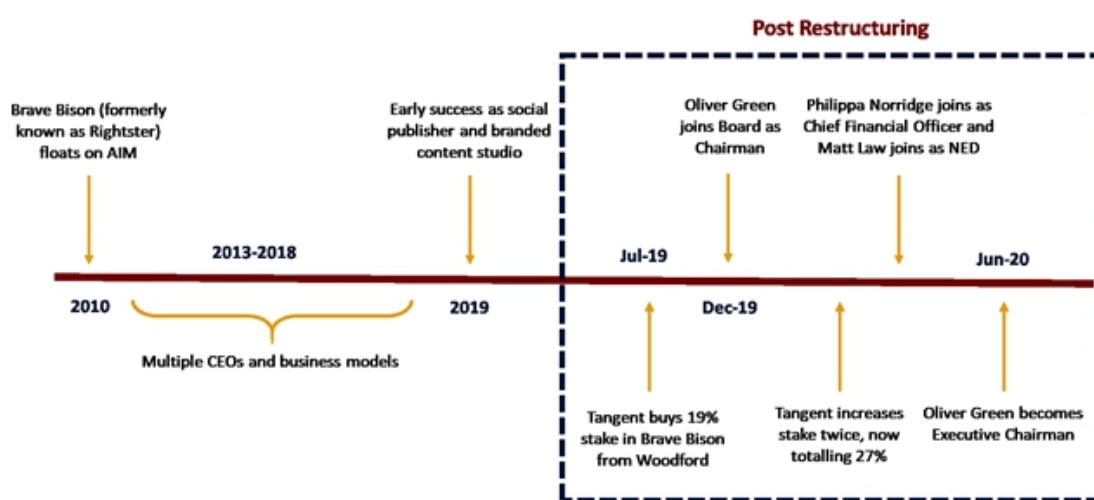 Post Restructuring
Brave Bison (formerly
known as Rightster)
floats on AIM
Early success as social
publisher and branded
content studio
Oliver Green
joins Board as
Chairman
Philippa Norridge joins as
Chief Financial Officer and
Matt Law joins as NED
2013-2018
Jul-19
Jun-20
2010
2019
Dec-19
Multiple CEOs and business models
Tangent buys 19%
stake in Brave Bison
from Woodford
Tangent increases
stake twice, now
totalling 27%
Oliver Green becomes
Executive Chairman